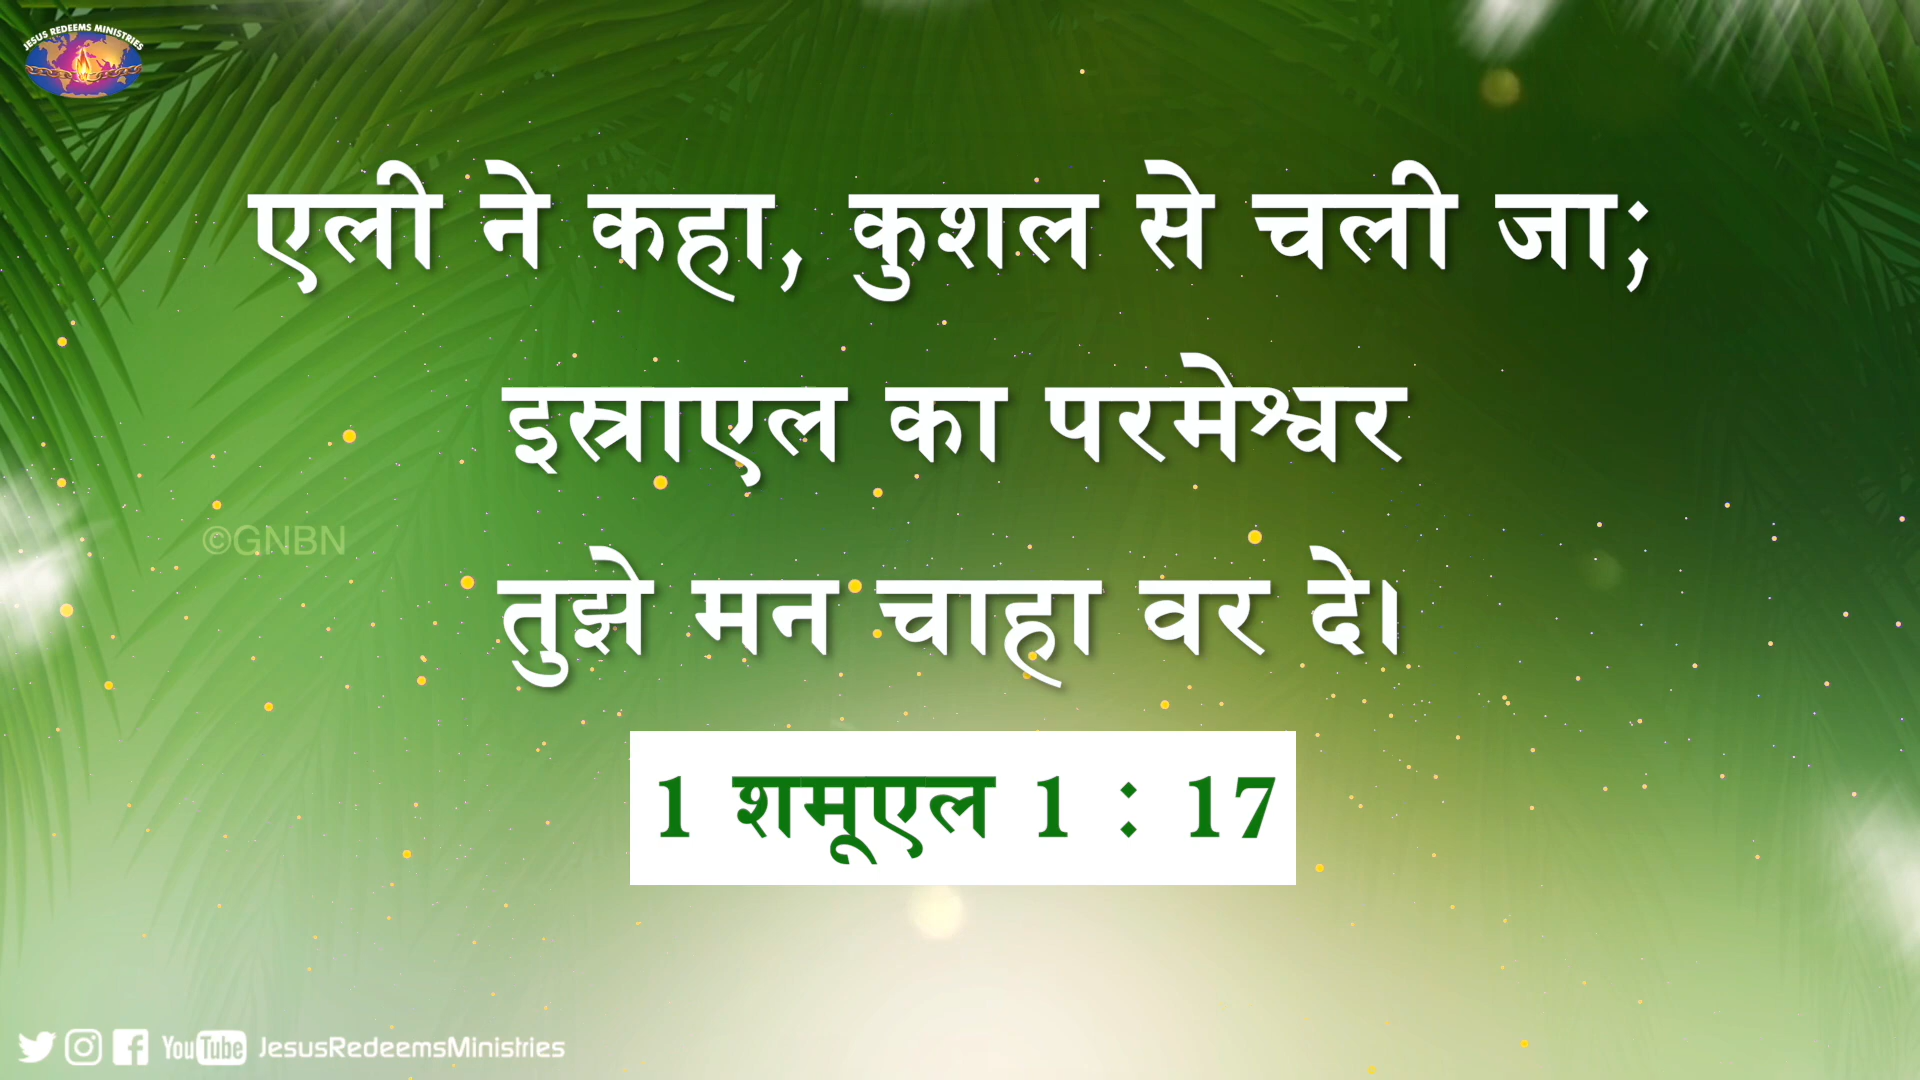 JESUS REDEEMS MINISTRIES
एली ने कहा, कुशल से चली जा;
इस्राएल का परमेश्वर
©GNBN
तुझे मन चाहा वर दे।
1 शमूएल 1 : 17
YouTube JesusRedeemsMinistries